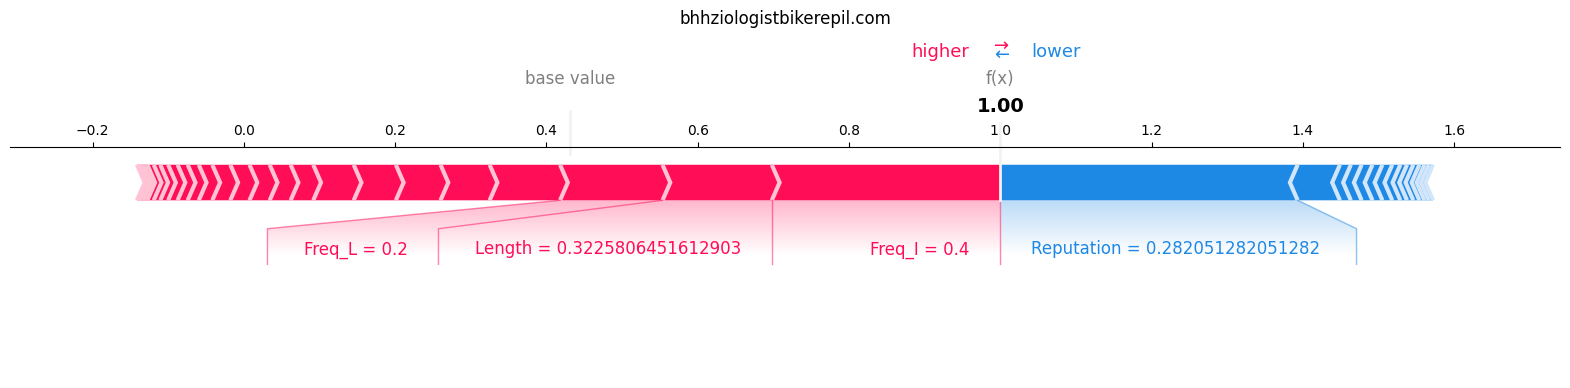 bhhziologistbikerepil.com
higher ⇄ lower
base value f(x)
1.00
−0.2 0.0 0.2 0.4 0.6 0.8 1.0 1.2 1.4 1.6
Freq_L = 0.2 Length = 0.3225806451612903 Freq_I = 0.4 Reputation = 0.282051282051282